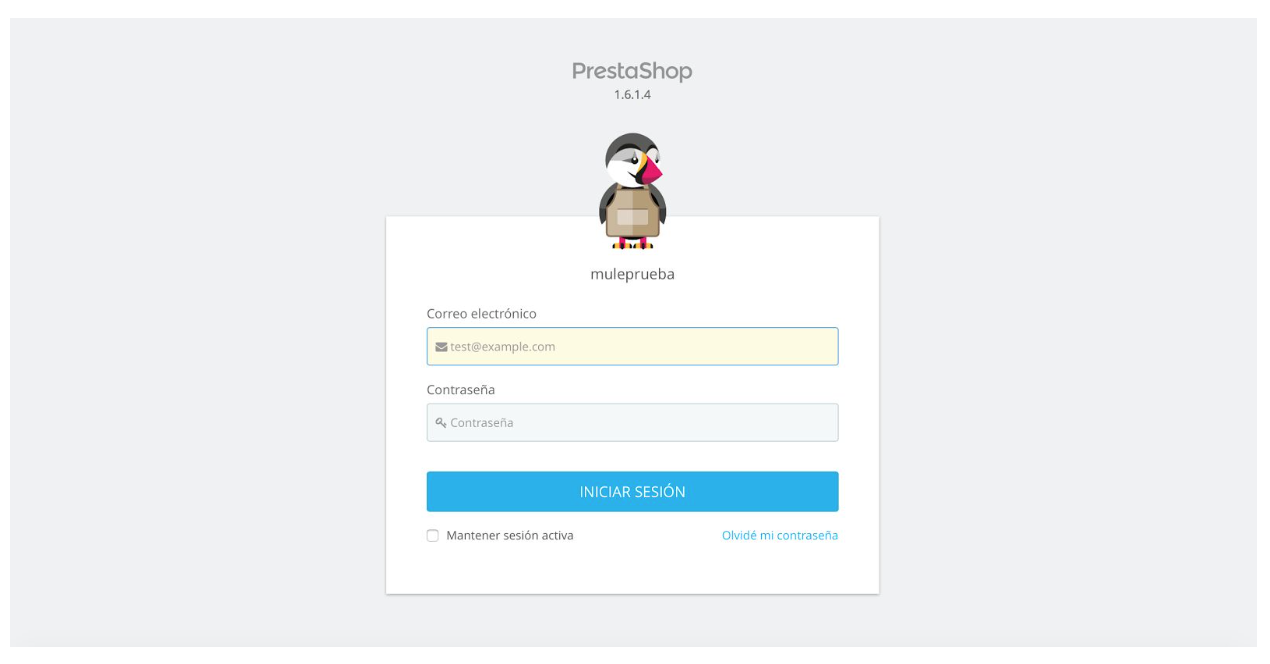 PrestaShop
1.6.1.4
muleprueba
Correo electrónico
test@example.com
Contraseña
Contraseña
INICIAR SESIÓN
Mantener sesión activa
Olvidé mi contraseña